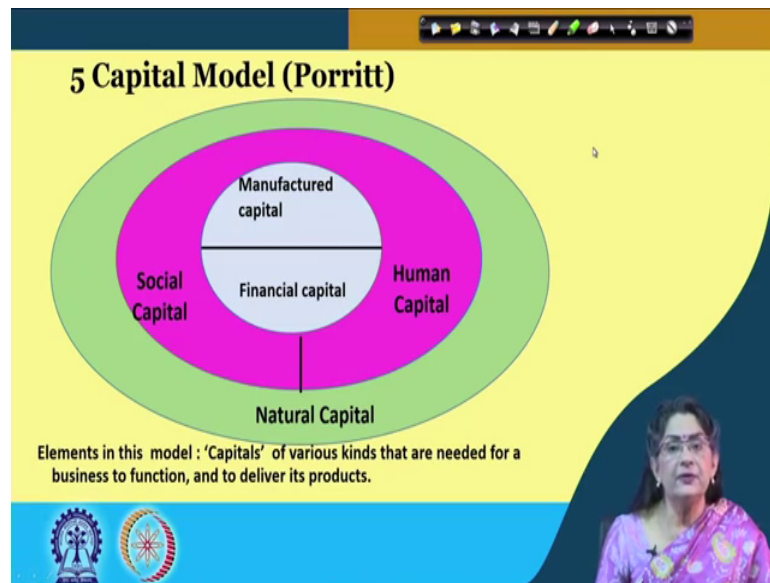 5 Capital Model (Porritt)
Manufactured
capital
Social
Capital
Financial capital
Human
Capital
Natural Capital
Elements in this model : ‘Capitals’ of various kinds that are needed for a
business to function, and to deliver its products.